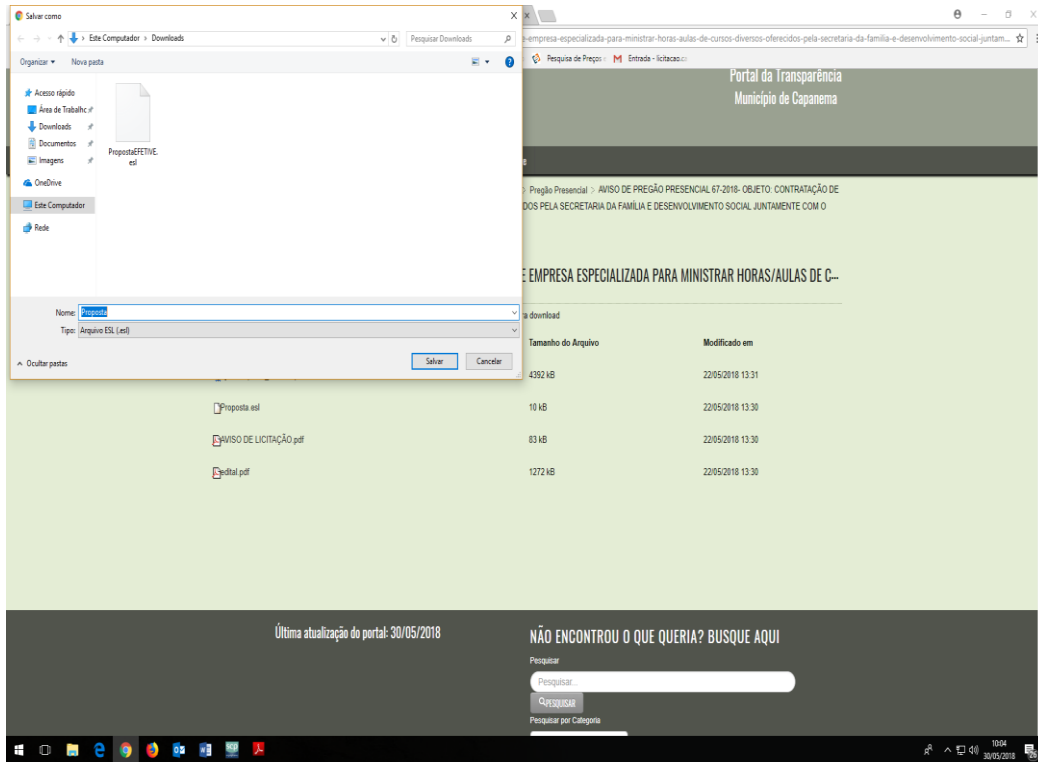 Salvar como
Este Computador > Downloads
Pesquisar Downloads
Organizar
Nova pasta
Acesso rápido
Área de Trabalhc
Downloads
Documentos
Imagens
OneDrive
Este Computador
Rede
PropostaEFETIVE.
esl
Nome: Proposta
Tipo: Arquivo ESL (.esl)
Ocultar pastas
Salvar
Cancelar
e-empresa-especializada-para-ministrar-horas-aulas-de-cursos-diversos-oferecidos-pela-secretaria-da-familia-e-desenvolvimento-social-juntam...
Pesquisa de Preços
Entrada - licitacao.c
Portal da Transparência
Município de Capanema
> Pregão Presencial > AVISO DE PREGÃO PRESENCIAL 67-2018- OBJETO: CONTRATAÇÃO DE
DOS PELA SECRETARIA DA FAMÍLIA E DESENVOLVIMENTO SOCIAL JUNTAMENTE COM O
E EMPRESA ESPECIALIZADA PARA MINISTRAR HORAS/AULAS DE C...
a download
Tamanho do Arquivo Modificado em
4392 kB 22/05/2018 13:31
Proposta.esl 10 kB 22/05/2018 13:30
AVISO DE LICITAÇÃO.pdf 83 kB 22/05/2018 13:30
edital.pdf 1272 kB 22/05/2018 13:30
Última atualização do portal: 30/05/2018
NÃO ENCONTROU O QUE QUERIA? BUSQUE AQUI
Pesquisar
Pesquisar...
PESQUISAR
Pesquisar por Categoria
10:04
30/05/2018